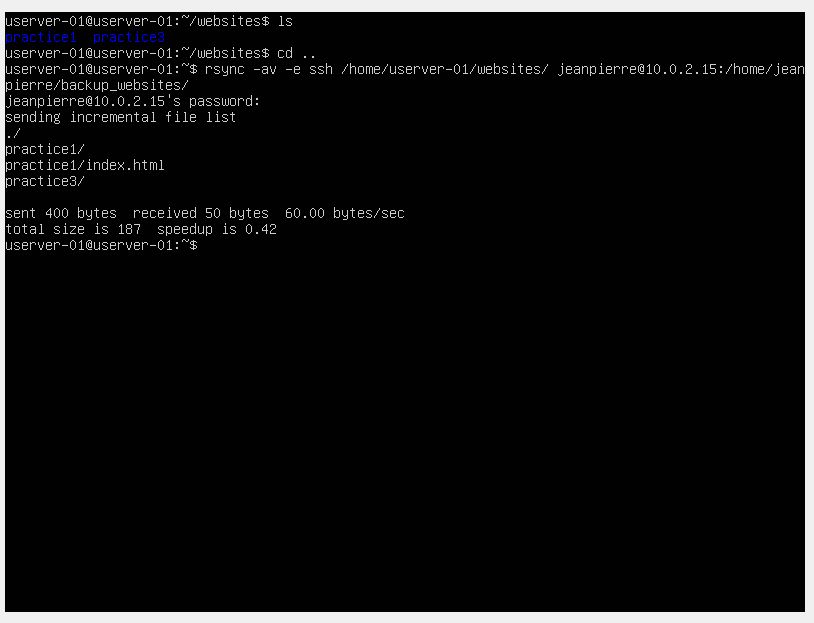 userver-01@userver-01:~/websites$ ls
practice1  practice3
userver-01@userver-01:~/websites$ cd ..
userver-01@userver-01:~$ rsync -av -e ssh /home/userver-01/websites/ jeanpierre@10.0.2.15:/home/jean
pierre/backup_websites/
jeanpierre@10.0.2.15's password:
sending incremental file list
./
practice1/
practice1/index.html
practice3/
sent 400 bytes  received 50 bytes  60.00 bytes/sec
total size is 187  speedup is 0.42
userver-01@userver-01:~$